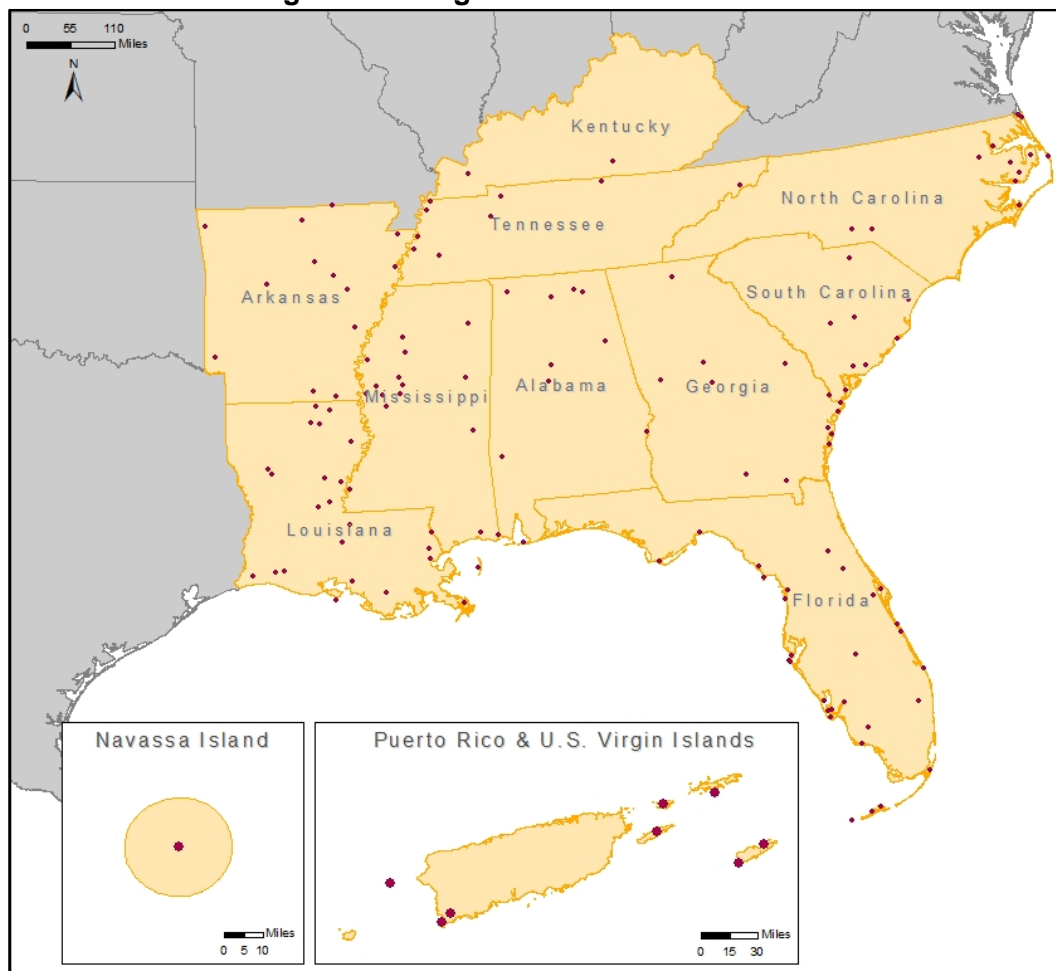 0 55 110
Miles
N
Kentucky
North Carolina
Tennessee
Arkansas
South Carolina
Mississippi
Alabama
Georgia
Louisiana
Florida
Navassa Island
Puerto Rico & U.S. Virgin Islands
Miles
0 5 10
Miles
0 15 30